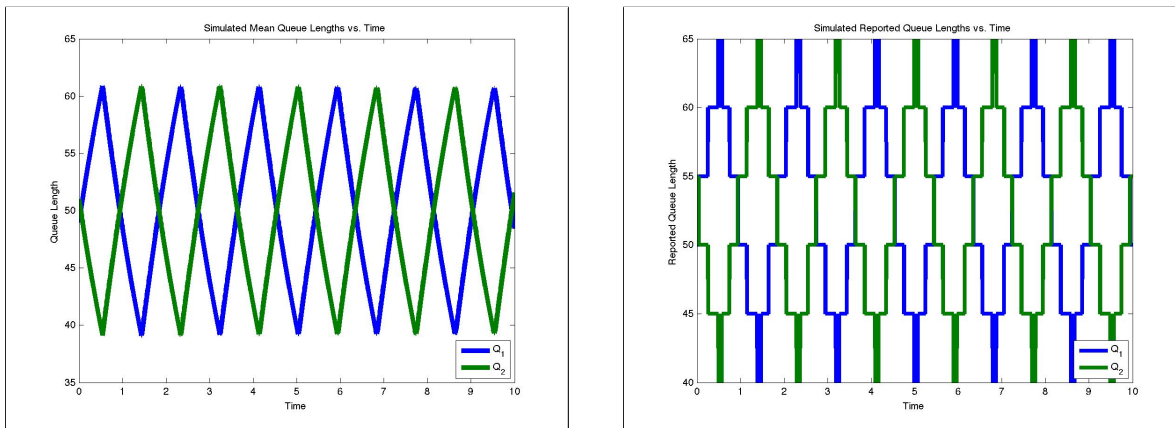 Simulated Mean Queue Lengths vs. Time
65
60
55
50
45
40
35
Queue Length
0 1 2 3 4 5 6 7 8 9 10
Time
Q1
Q2
Simulated Reported Queue Lengths vs. Time
65
60
55
50
45
40
Reported Queue Length
0 1 2 3 4 5 6 7 8 9 10
Time
Q1
Q2